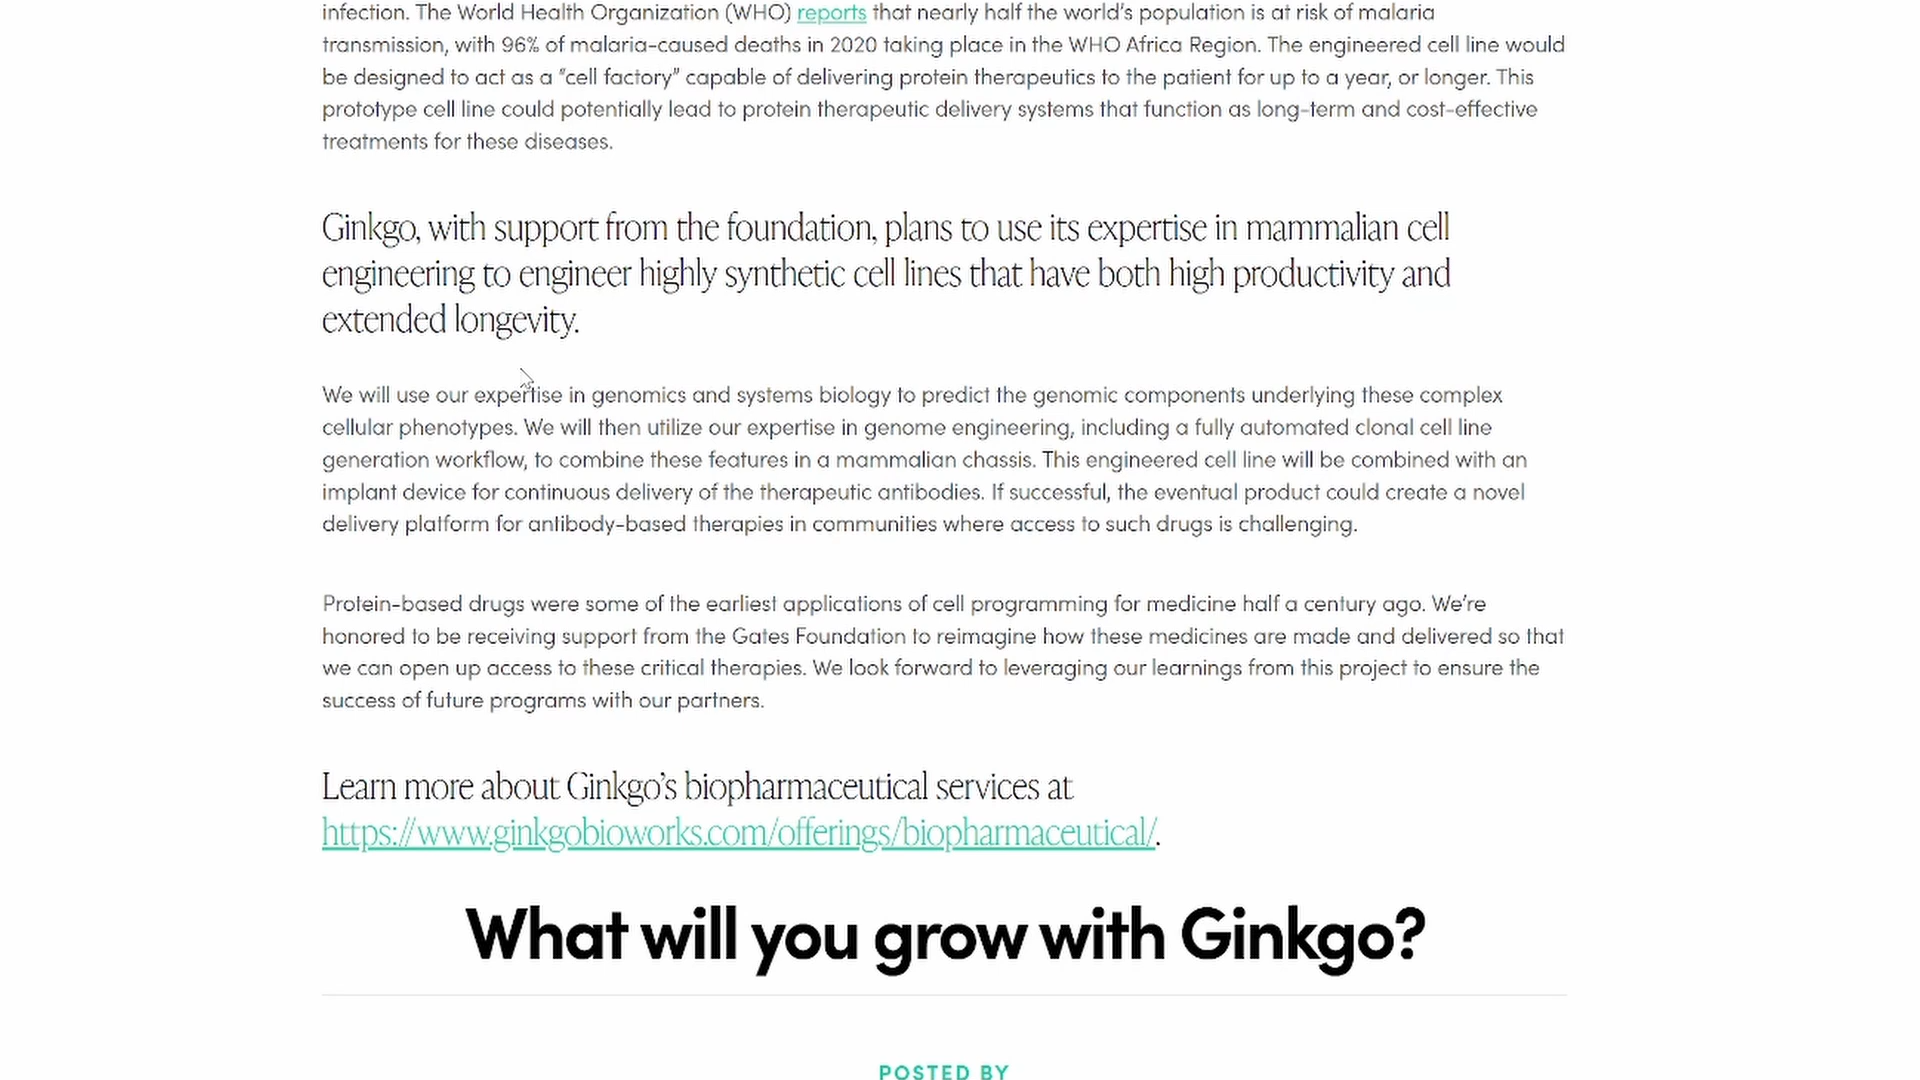 infection. The World Health Organization (WHO) reports that nearly half the world's population is at risk of malaria
transmission, with 96% of malaria-caused deaths in 2020 taking place in the WHO Africa Region. The engineered cell line would
be designed to act as a "cell factory" capable of delivering protein therapeutics to the patient for up to a year, or longer. This
prototype cell line could potentially lead to protein therapeutic delivery systems that function as long-term and cost-effective
treatments for these diseases.
Ginkgo, with support from the foundation, plans to use its expertise in mammalian cell
engineering to engineer highly synthetic cell lines that have both high productivity and
extended longevity.
We will use our expertise in genomics and systems biology to predict the genomic components underlying these complex
cellular phenotypes. We will then utilize our expertise in genome engineering, including a fully automated clonal cell line
generation workflow, to combine these features in a mammalian chassis. This engineered cell line will be combined with an
implant device for continuous delivery of the therapeutic antibodies. If successful, the eventual product could create a novel
delivery platform for antibody-based therapies in communities where access to such drugs is challenging.
Protein-based drugs were some of the earliest applications of cell programming for medicine half a century ago. We're
honored to be receiving support from the Gates Foundation to reimagine how these medicines are made and delivered so that
we can open up access to these critical therapies. We look forward to leveraging our learnings from this project to ensure the
success of future programs with our partners.
Learn more about Ginkgo's biopharmaceutical services at
https://www.ginkgobioworks.com/offerings/biopharmaceutical/.
What will you grow with Ginkgo?
POSTED BY